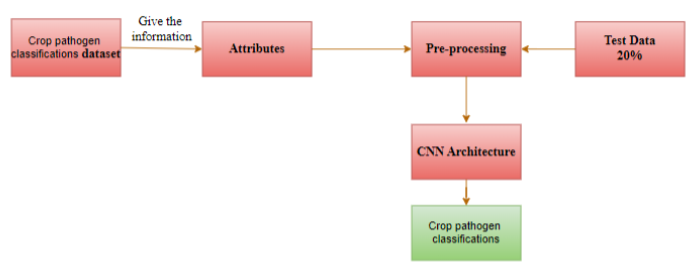 Crop pathogen
classifications dataset
Give the
information
Attributes
Pre-processing
Test Data
20%
CNN Architecture
Crop pathogen
classifications